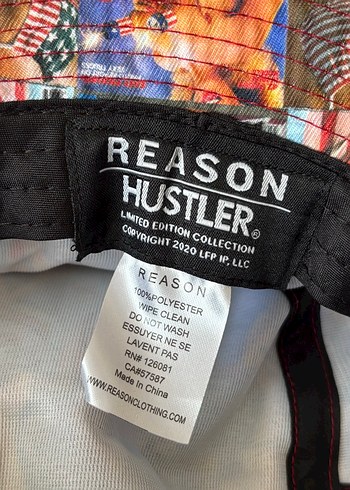 REASON
HUSTLER®
LIMITED EDITION COLLECTION
COPYRIGHT 2020 LFP IP, LLC
REASON
100%POLYESTER
WIPE CLEAN
DO NOT WASH
ESSUYER NE SE
LAVENT PAS
RN# 126081
CA#57587
Made in China
WWW.REASONCLOTHING.COM